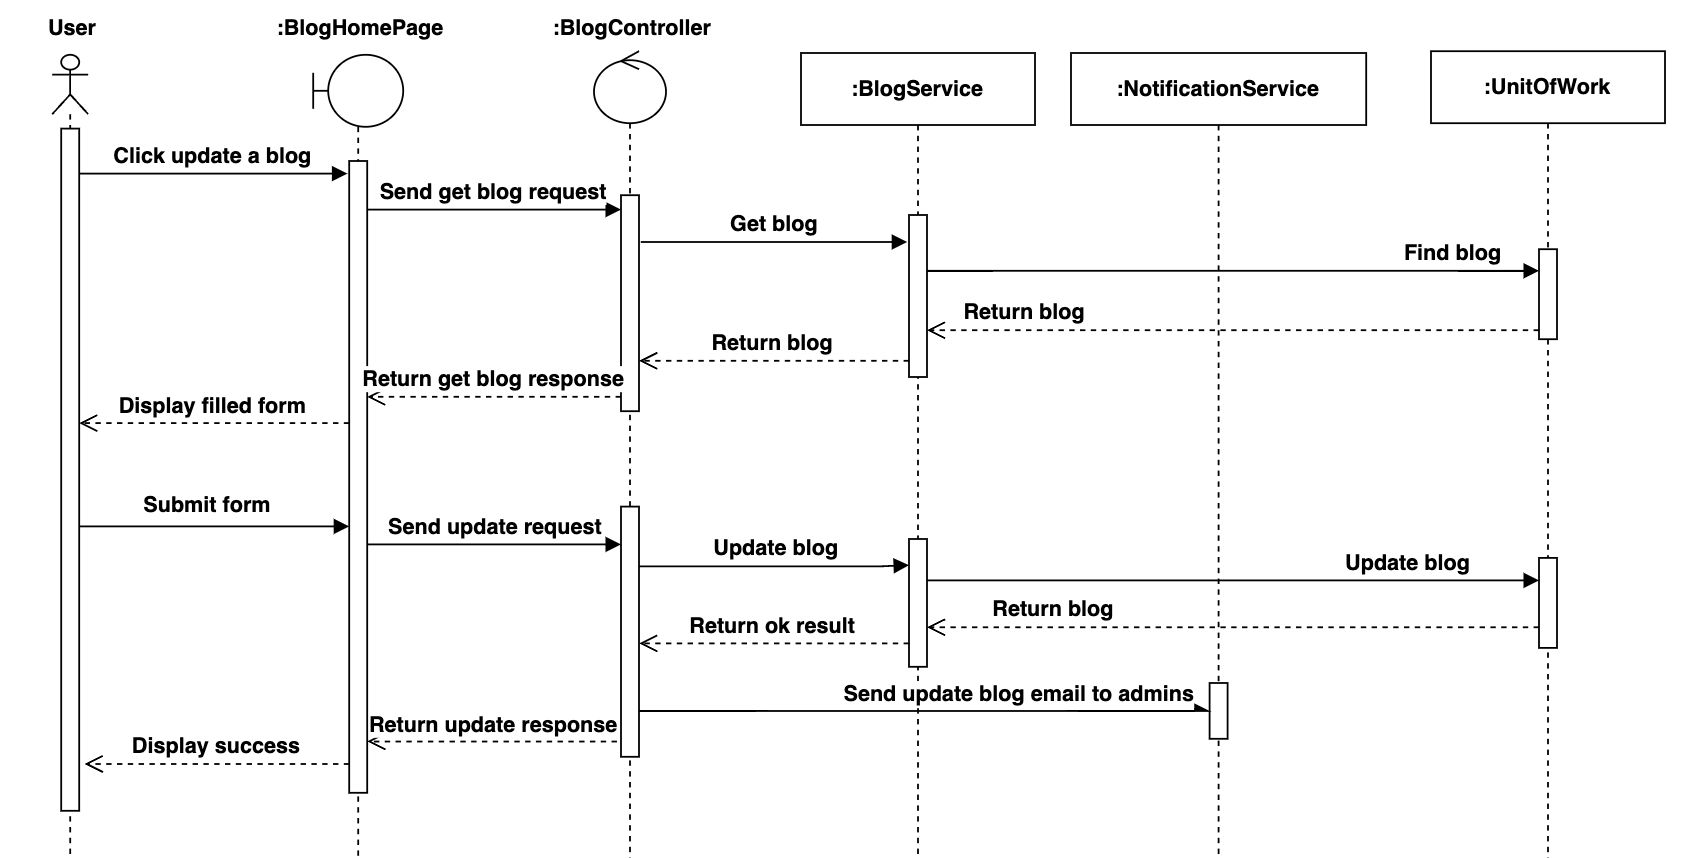 User
:BlogHomePage
:BlogController
:BlogService
:NotificationService
:UnitOfWork
Click update a blog
Send get blog request
Get blog
Find blog
Return blog
Return blog
Return get blog response
Display filled form
Submit form
Send update request
Update blog
Update blog
Return blog
Return ok result
Send update blog email to admins
Return update response
Display success